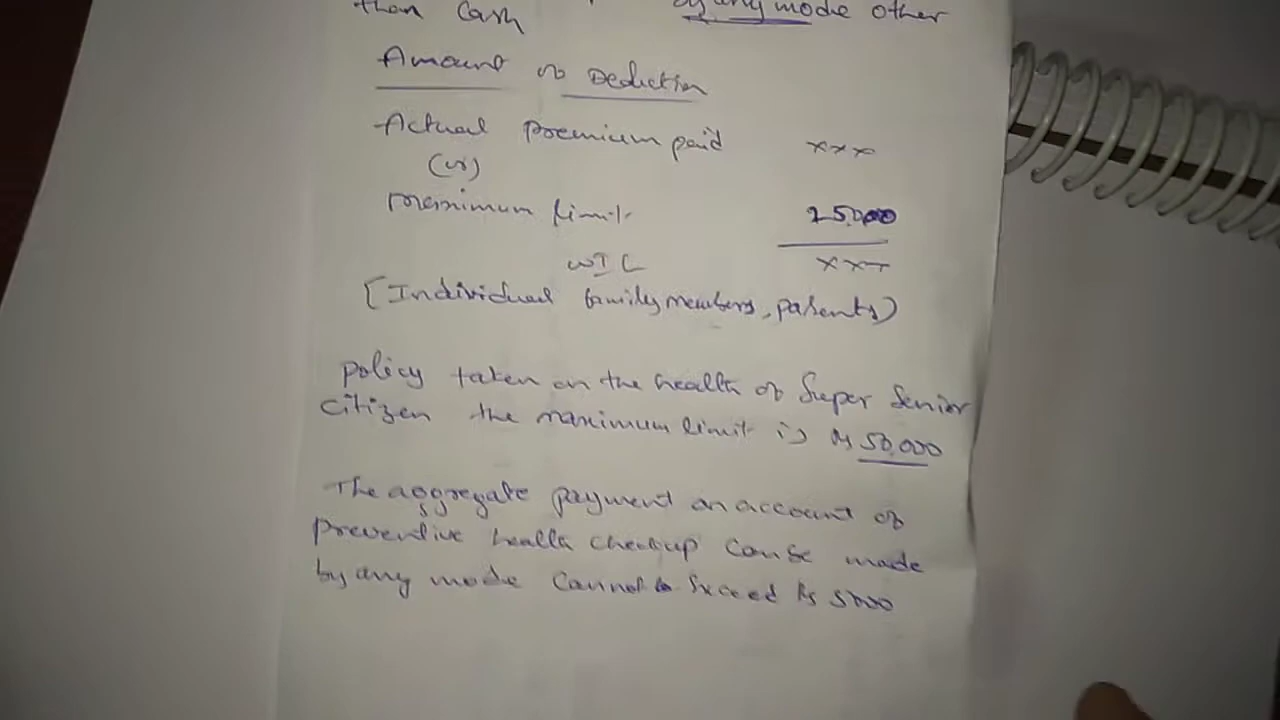 than Cash by any mode other
Amount of Deduction
Actual premium paid xxx
(or)
maximum limit 25,000
WIL xxx
[Individual family members, parents)
policy taken on the health of Super Senior
Citizen the maximum limit is Rs 50,000
The aggregate payment on account of
preventive health checkup can be made
by any mode cannot be Exceed Rs 5000